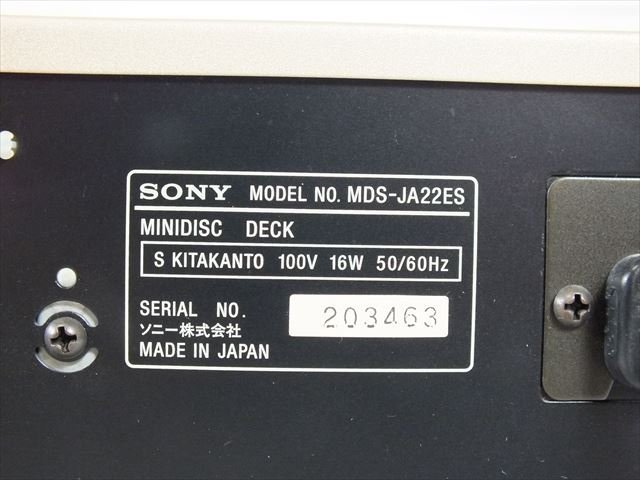 SONY MODEL NO. MDS-JA22ES
MINIDISC DECK
S KITAKANTO 100V 16W 50/60Hz
SERIAL NO. 203463
ソニー株式会社
MADE IN JAPAN